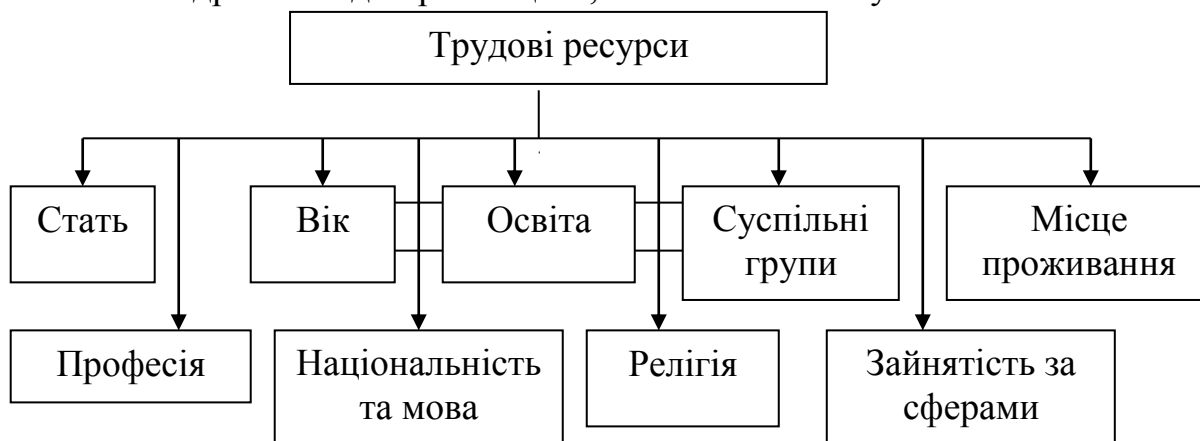 Трудові ресурси
Стать
Вік
Освіта
Суспільні
групи
Місце
проживання
Професія
Національність
та мова
Релігія
Зайнятість за
сферами